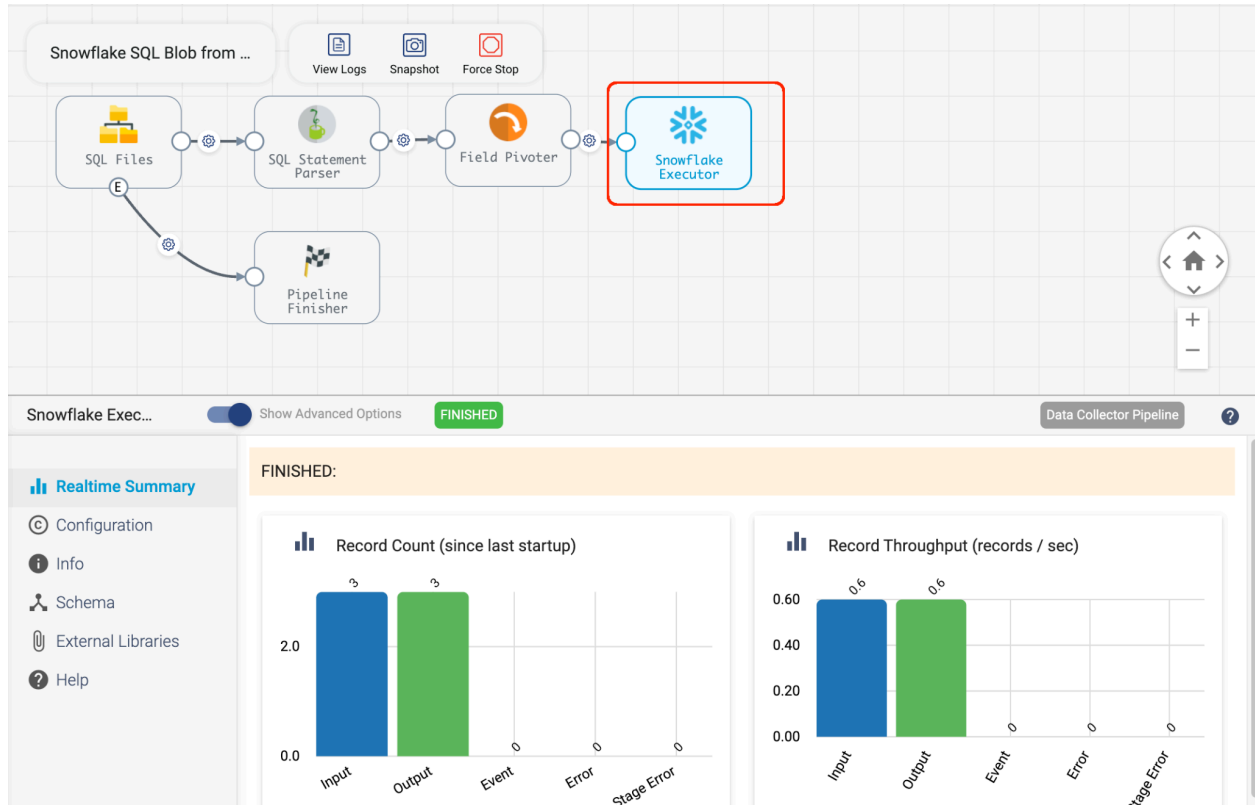 Snowflake SQL Blob from ...
View Logs
Snapshot
Force Stop
SQL Files
SQL Statement
Parser
Field Pivoter
Snowflake
Executor
E
Pipeline
Finisher
Snowflake Exec...
Show Advanced Options
FINISHED
Data Collector Pipeline
?
Realtime Summary
C Configuration
Info
Schema
External Libraries
Help
FINISHED:
Record Count (since last startup)
3
3
2.0
0.0
0
0
0
Input
Output
Event
Error
Stage Error
Record Throughput (records / sec)
0.6
0.6
0.60
0.40
0.20
0.00
0
0
0
Input
Output
Event
Error
Stage Error